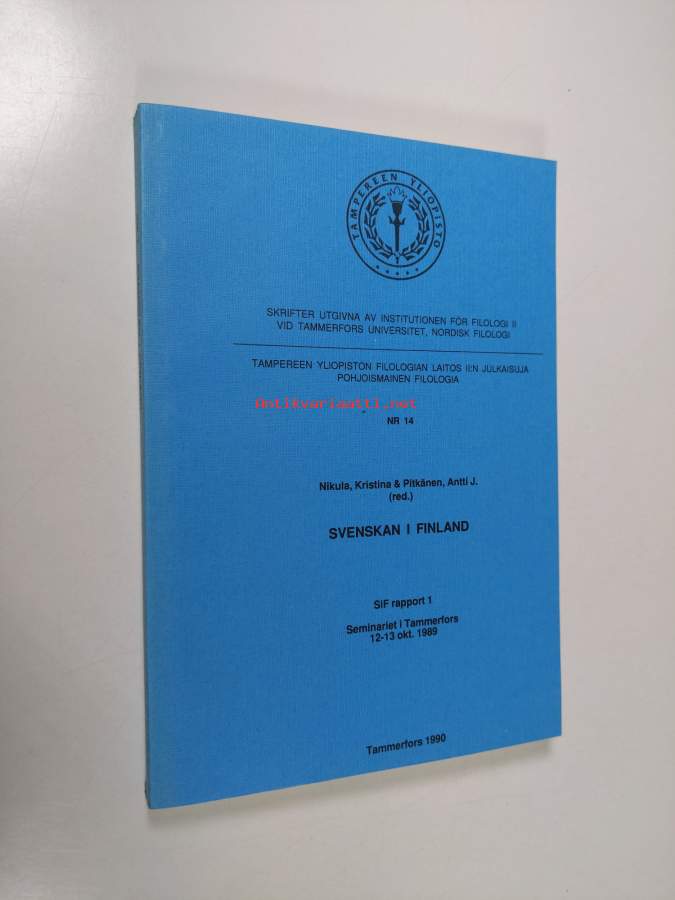 TAMPEREEN YLIOPISTO
SKRIFTER UTGIVNA AV INSTITUTIONEN FÖR FILOLOGI II
VID TAMMERFORS UNIVERSITET, NORDISK FILOLOGI
TAMPEREEN YLIOPISTON FILOLOGIAN LAITOS II:N JULKAISUJA
POHJOISMAINEN FILOLOGIA
Antikvariaatti.net
NR 14
Nikula, Kristina & Pitkänen, Antti J.
(red.)
SVENSKAN I FINLAND
SiF rapport 1
Seminariet i Tammerfors
12-13 okt. 1989
Tammerfors 1990